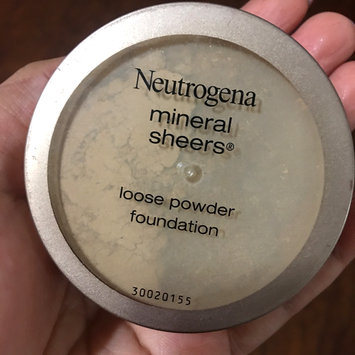 Neutrogena
mineral
sheers®
loose powder
foundation
30020155